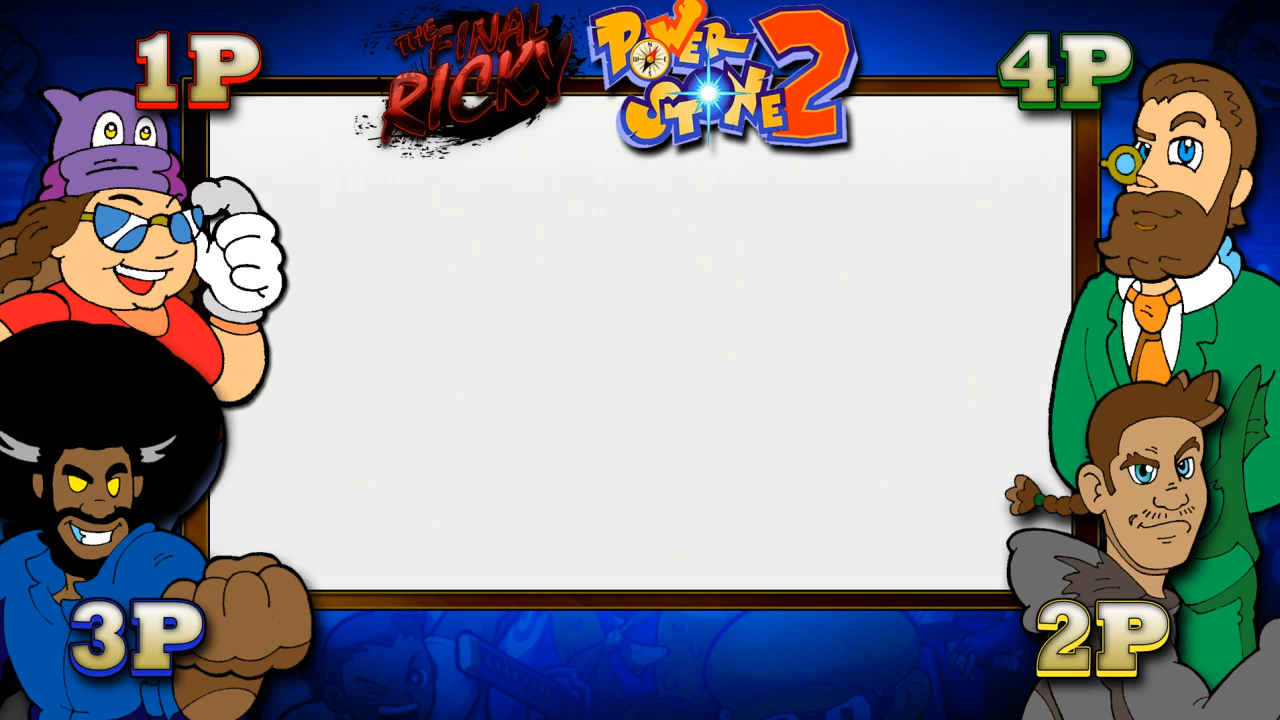 1P
THE FINAL
RICKY
POWER
STONE 2
4P
3P
2P